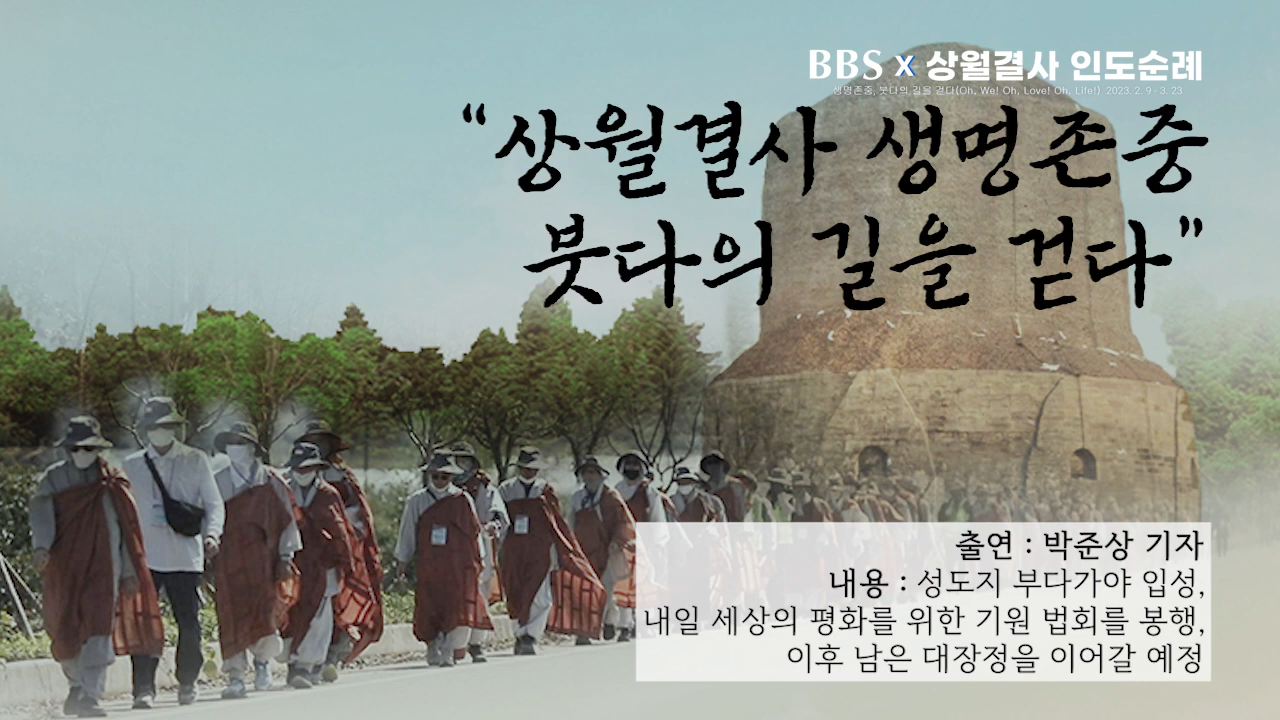 BBS X 상월결사 인도순례
생명존중, 붓다의 길을 걷다(Oh, We! Oh, Love! Oh, Life!) 2023. 2. 9 - 3. 23
“상월결사 생명존중
붓다의 길을 걷다”
출연 : 박준상 기자
내용 : 성도지 부다가야 입성,
내일 세상의 평화를 위한 기원 법회를 봉행,
이후 남은 대장정을 이어갈 예정